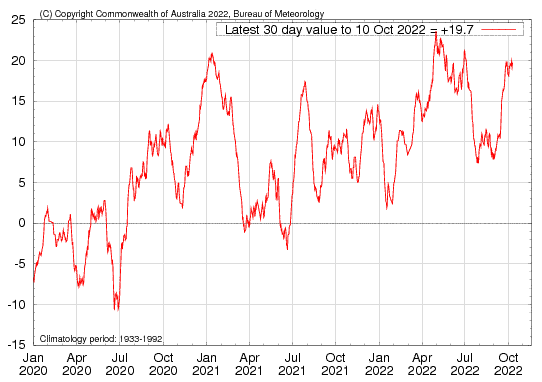 (C) Copyright Commonwealth of Australia 2022, Bureau of Meteorology
Latest 30 day value to 10 Oct 2022 = +19.7
25
20
15
10
5
0
-5
-10
-15
Climatology period: 1933-1992
Jan Apr Jul Oct Jan Apr Jul Oct Jan Apr Jul Oct
2020 2020 2020 2020 2021 2021 2021 2021 2022 2022 2022 2022